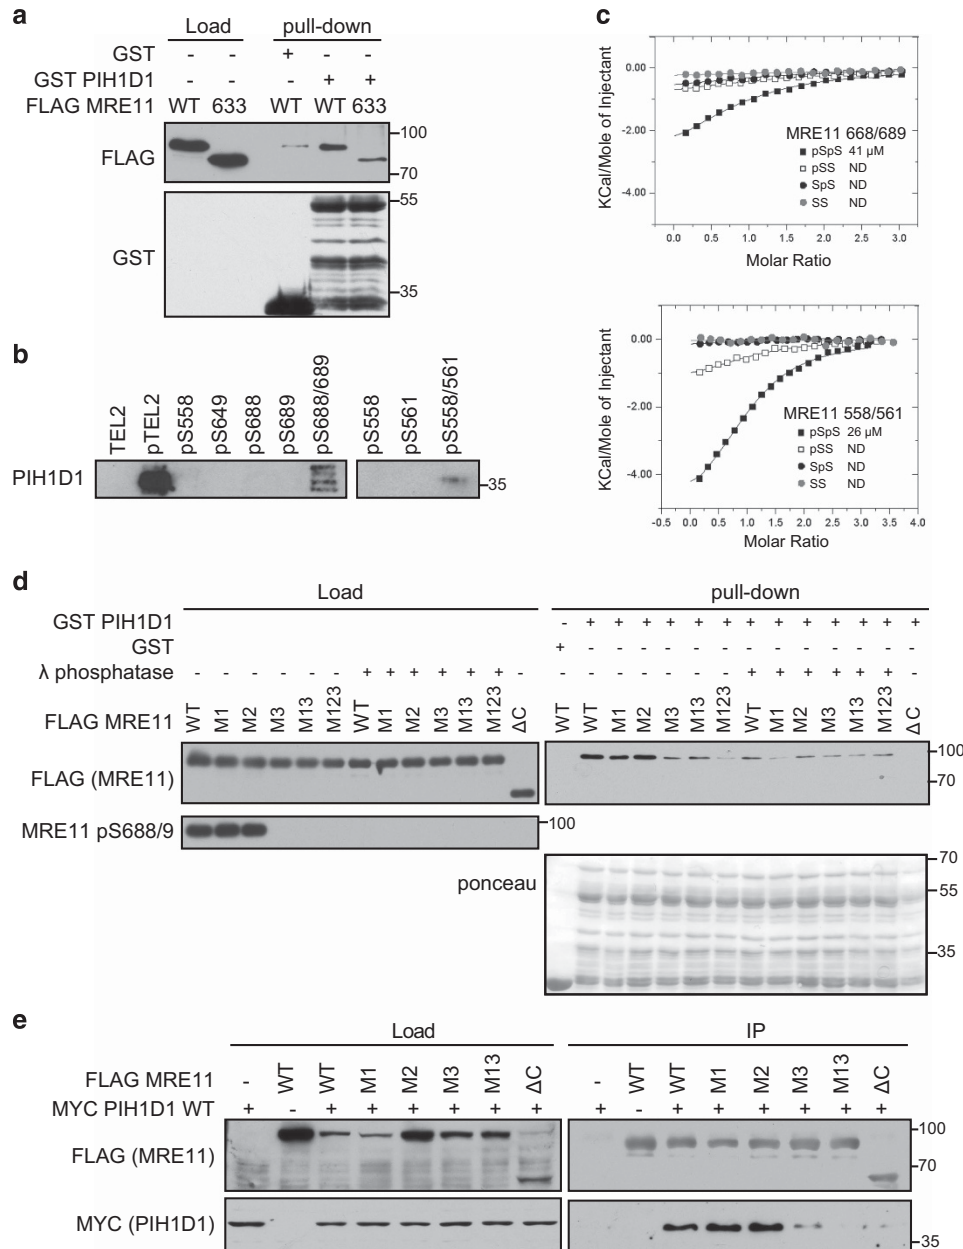 a
Load pull-down
GST - - + - -
GST PIH1D1 - - - + +
FLAG MRE11 WT 633 WT WT 633
FLAG
100
70
GST
55
35
b
TEL2 pTEL2 pS558 pS649 pS688 pS689 pS688/689 pS558 pS561 pS558/561
PIH1D1
35
c
KCal/Mole of Injectant
0.00
-2.00
-4.00
MRE11 668/689
pSpS 41 µM
pSS ND
SpS ND
SS ND
0.0 0.5 1.0 1.5 2.0 2.5 3.0
Molar Ratio
KCal/Mole of Injectant
0.00
-2.00
-4.00
MRE11 558/561
pSpS 26 µM
pSS ND
SpS ND
SS ND
-0.5 0.0 0.5 1.0 1.5 2.0 2.5 3.0 3.5 4.0
Molar Ratio
d
Load pull-down
GST PIH1D1 - + + + + + + + + + + + + +
GST + - - - - - - - - - - - - -
λ phosphatase - - - - - - + + + + + + - - - - - - - - + + + + + + -
FLAG MRE11 WT M1 M2 M3 M13 M123 WT M1 M2 M3 M13 M123 ΔC WT WT M1 M2 M3 M13 M123 WT M1 M2 M3 M13 M123 ΔC
FLAG (MRE11)
100
70
MRE11 pS688/9
100
ponceau
70
55
35
e
Load IP
FLAG MRE11 - WT WT M1 M2 M3 M13 ΔC - WT WT M1 M2 M3 M13 ΔC
MYC PIH1D1 WT + - + + + + + + + - + + + + + +
FLAG (MRE11)
100
70
MYC (PIH1D1)
35